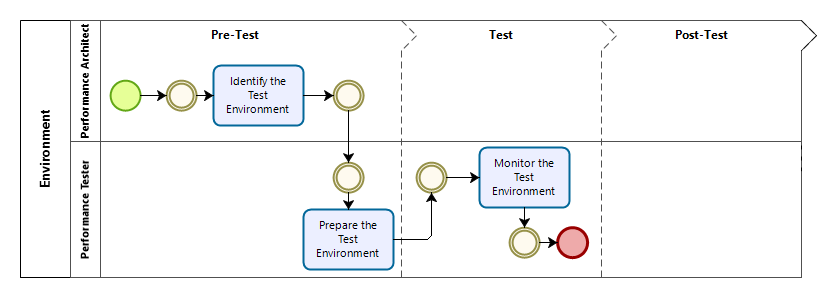 Pre-Test
Test
Post-Test
Environment
Performance Architect
Identify the
Test
Environment
Performance Tester
Monitor the
Test
Environment
Prepare the
Test
Environment